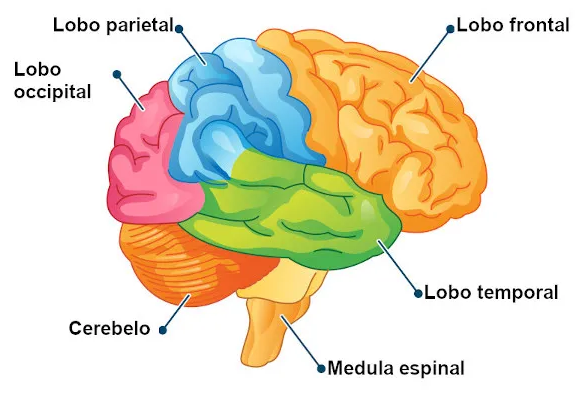 Lobo parietal
Lobo frontal
Lobo
occipital
Lobo temporal
Cerebelo
Medula espinal